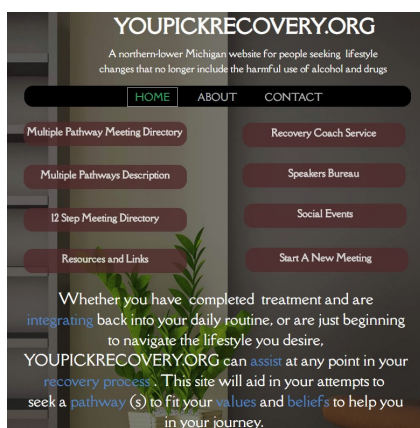 YOUPICKRECOVERY.ORG
A northern-lower Michigan website for people seeking lifestyle
changes that no longer include the harmful use of alcohol and drugs
HOME ABOUT CONTACT
Multiple Pathway Meeting Directory
Recovery Coach Service
Multiple Pathways Description
Speakers Bureau
12 Step Meeting Directory
Social Events
Resources and Links
Start A New Meeting
Whether you have completed treatment and are
integrating back into your daily routine, or are just beginning
to navigate the lifestyle you desire,
YOUPICKRECOVERY.ORG can assist at any point in your
recovery process . This site will aid in your attempts to
seek a pathway (s) to fit your values and beliefs to help you
in your journey.